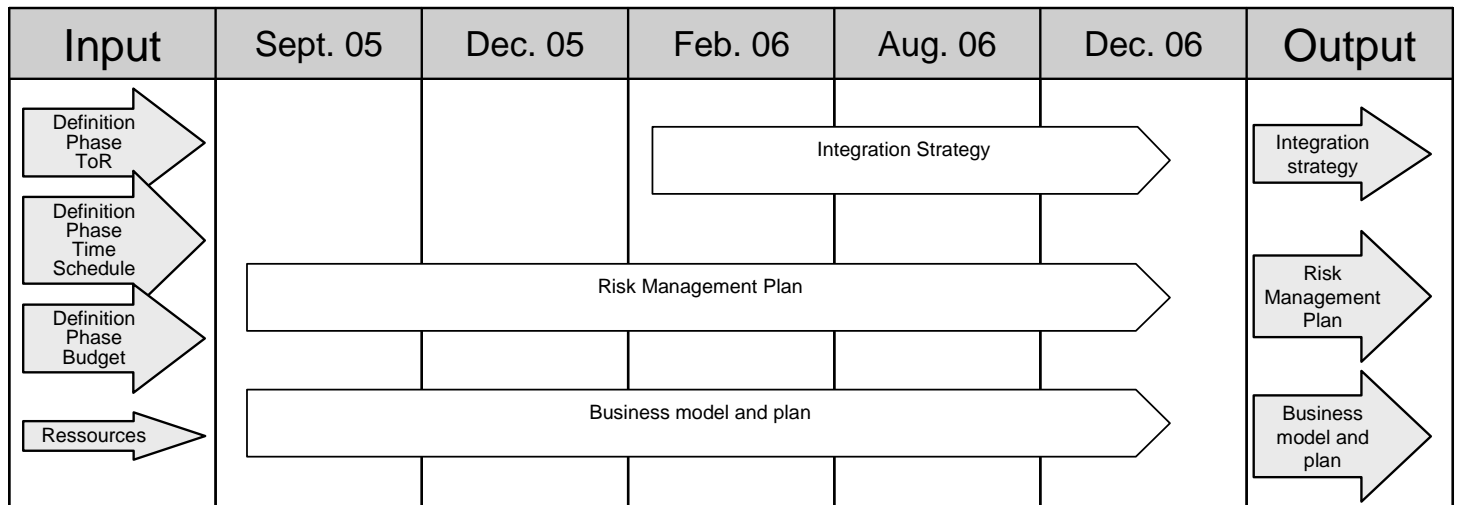 Input
Sept. 05
Dec. 05
Feb. 06
Aug. 06
Dec. 06
Output
Definition
Phase
ToR
Definition
Phase
Time
Schedule
Definition
Phase
Budget
Ressources
Integration Strategy
Risk Management Plan
Business model and plan
Integration
strategy
Risk
Management
Plan
Business
model and
plan